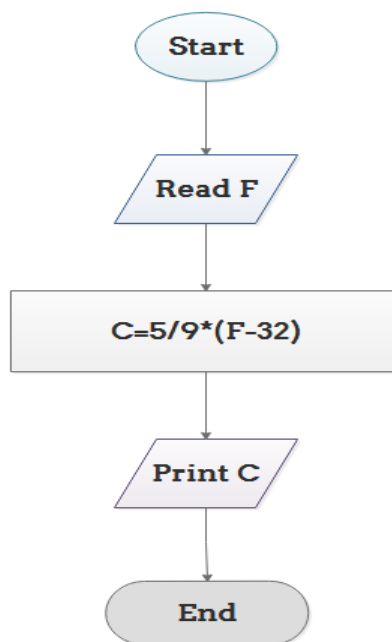 Start
Read F
C=5/9*(F-32)
Print C
End